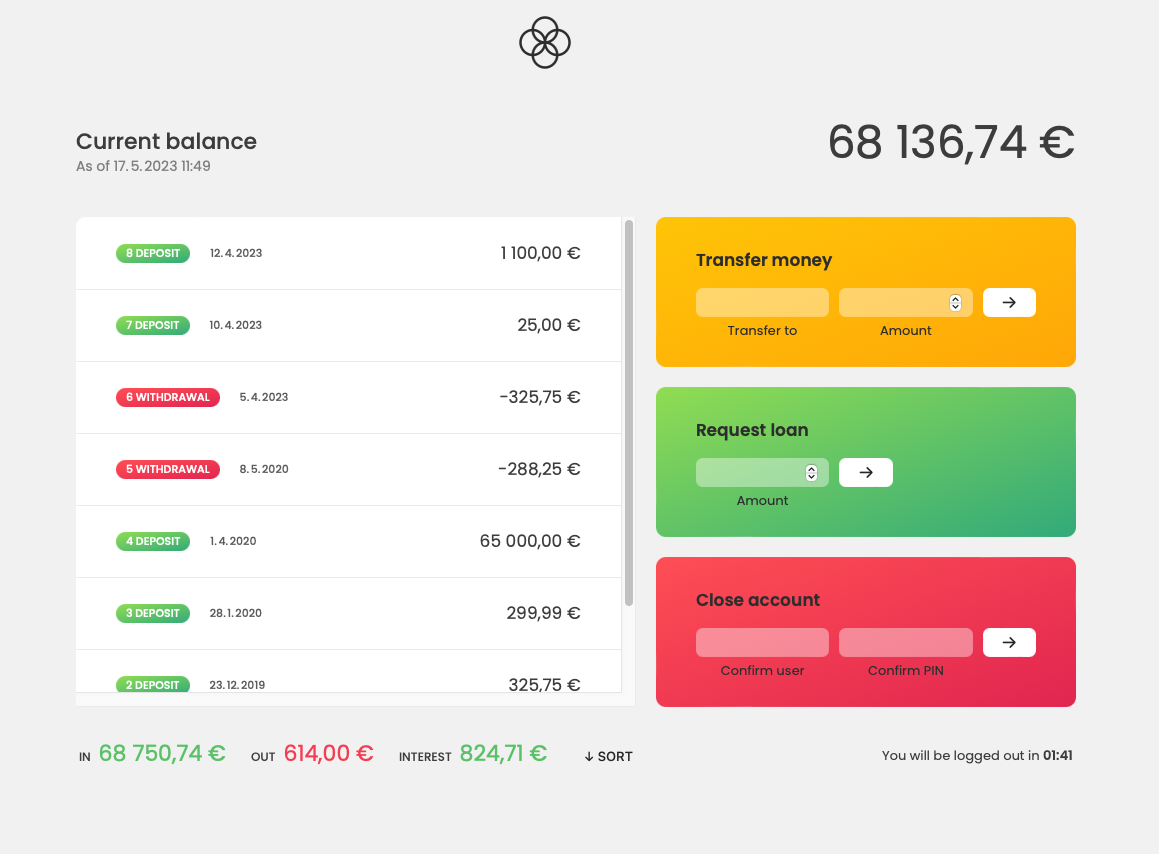 Current balance
As of 17. 5. 2023 11:49
68 136,74 €
8 DEPOSIT 12. 4. 2023 1 100,00 €
7 DEPOSIT 10. 4. 2023 25,00 €
6 WITHDRAWAL 5. 4. 2023 -325,75 €
5 WITHDRAWAL 8. 5. 2020 -288,25 €
4 DEPOSIT 1. 4. 2020 65 000,00 €
3 DEPOSIT 28. 1. 2020 299,99 €
2 DEPOSIT 23. 12. 2019 325,75 €
Transfer money
→
Transfer to Amount
Request loan
→
Amount
Close account
→
Confirm user Confirm PIN
IN 68 750,74 € OUT 614,00 € INTEREST 824,71 € ↓ SORT
You will be logged out in 01:41